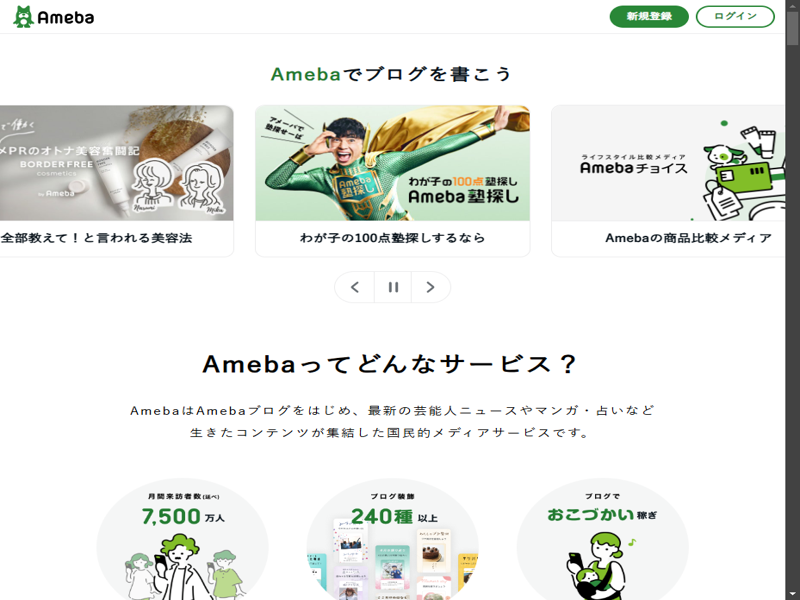 Ameba
新規登録
ログイン
Amebaでブログを書こう
で輝く
メPRのオトナ美容奮闘記
BORDERFREE
cosmetics
by Ameba
Narumi
Mika
全部教えて！と言われる美容法
アメーバで
塾探せーば
Ameba
塾探し
わが子の100点塾探し
Ameba塾探し
わが子の100点塾探しするなら
ライフスタイル比較メディア
Amebaチョイス
Amebaの商品比較メディア
Amebaってどんなサービス？
AmebaはAmebaブログをはじめ、最新の芸能人ニュースやマンガ・占いなど
生きたコンテンツが集結した国民的メディアサービスです。
月間来訪者数(延べ)
7,500万人
ブログ装飾
240種以上
ブログで
おこづかい稼ぎ